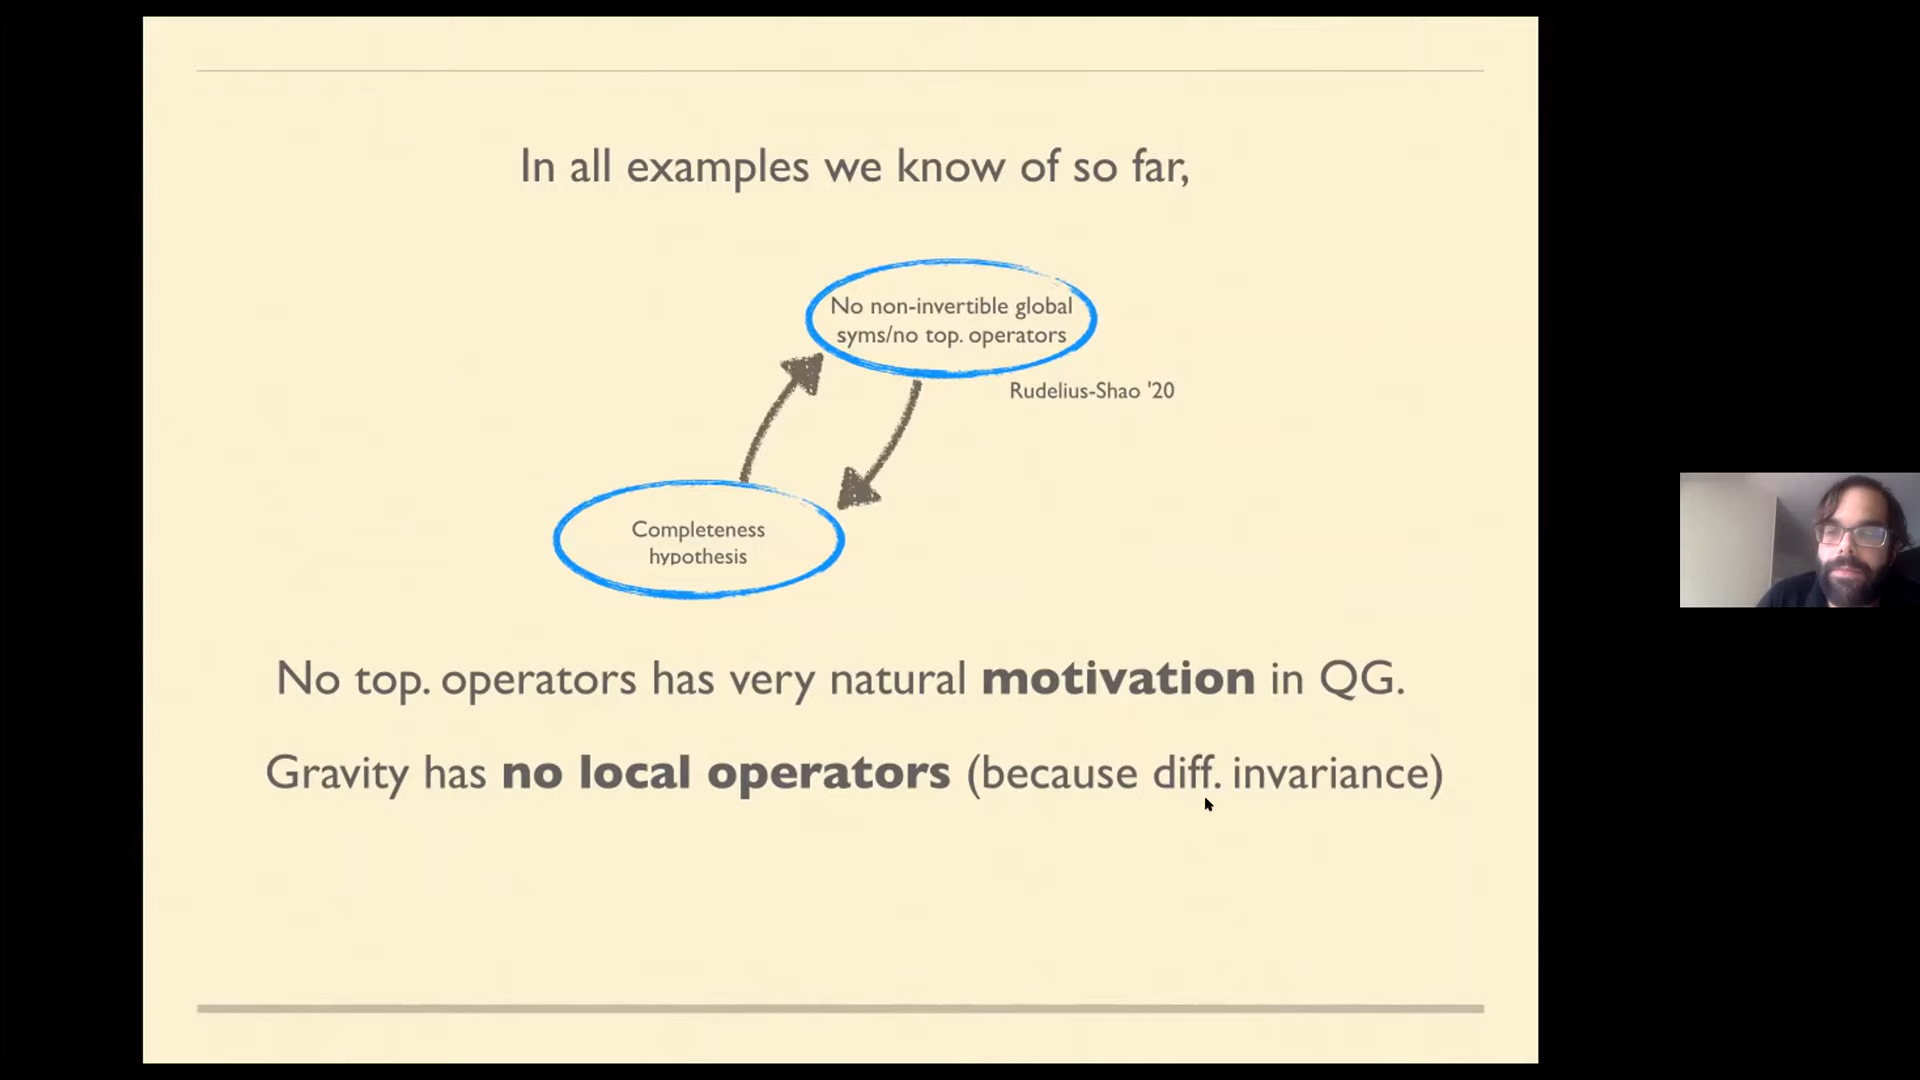 In all examples we know of so far,
No non-invertible global
syms/no top. operators
Rudelius-Shao '20
Completeness
hypothesis
No top. operators has very natural motivation in QG.
Gravity has no local operators (because diff. invariance)